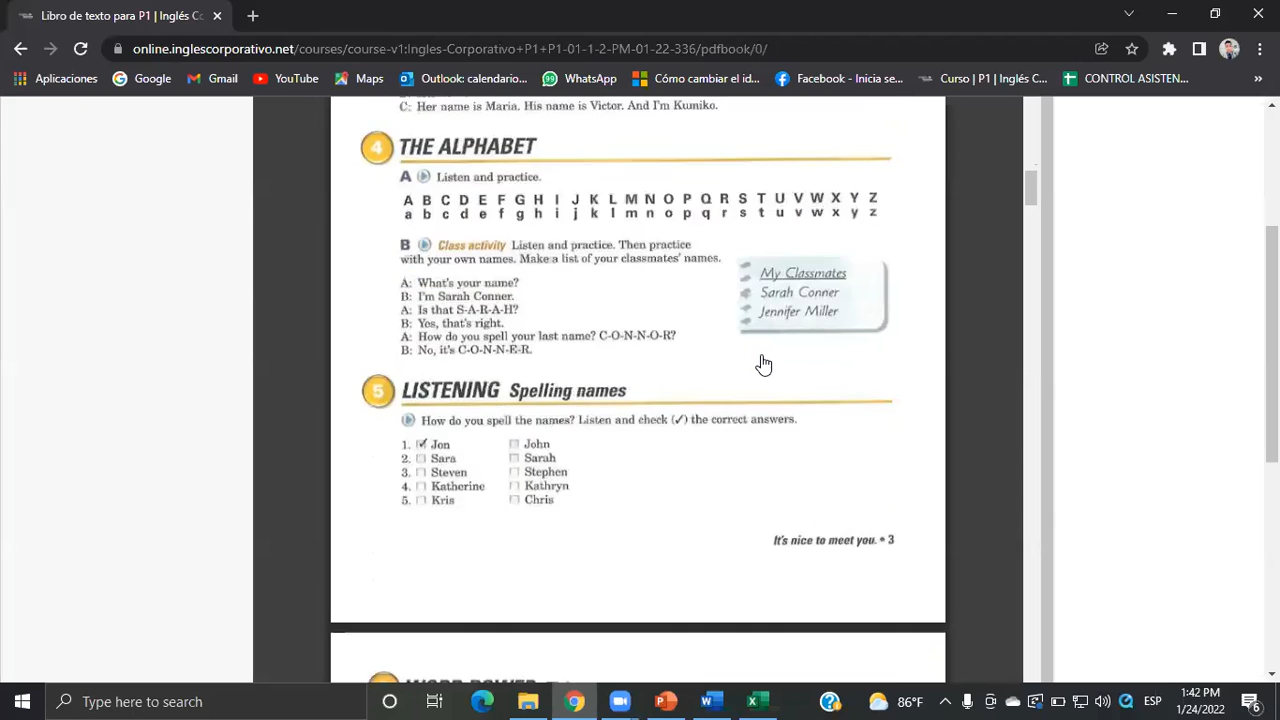 Libro de texto para P1 | Inglés Co
online.inglescorporativo.net/courses/course-v1:Ingles-Corporativo+P1+P1-01-1-2-PM-01-22-336/pdfbook/0/
Aplicaciones Google Gmail YouTube Maps Outlook: calendario... 99 WhatsApp Cómo cambiar el id... Facebook - Inicia se... Curso | P1 | Inglés C... CONTROL ASISTEN... »
C: Her name is Maria. His name is Victor. And I'm Kumiko.
4 THE ALPHABET
A Listen and practice.
A B C D E F G H I J K L M N O P Q R S T U V W X Y Z
a b c d e f g h i j k l m n o p q r s t u v w x y z
B Class activity Listen and practice. Then practice
with your own names. Make a list of your classmates' names.
A: What's your name?
B: I'm Sarah Conner.
A: Is that S-A-R-A-H?
B: Yes, that's right.
A: How do you spell your last name? C-O-N-N-O-R?
B: No, it's C-O-N-N-E-R.
My Classmates
Sarah Conner
Jennifer Miller
5 LISTENING Spelling names
How do you spell the names? Listen and check (✓) the correct answers.
1. ✓ Jon John
2. Sara Sarah
3. Steven Stephen
4. Katherine Kathryn
5. Kris Chris
It's nice to meet you. • 3
Type here to search
86°F ESP
1:42 PM
1/24/2022
6